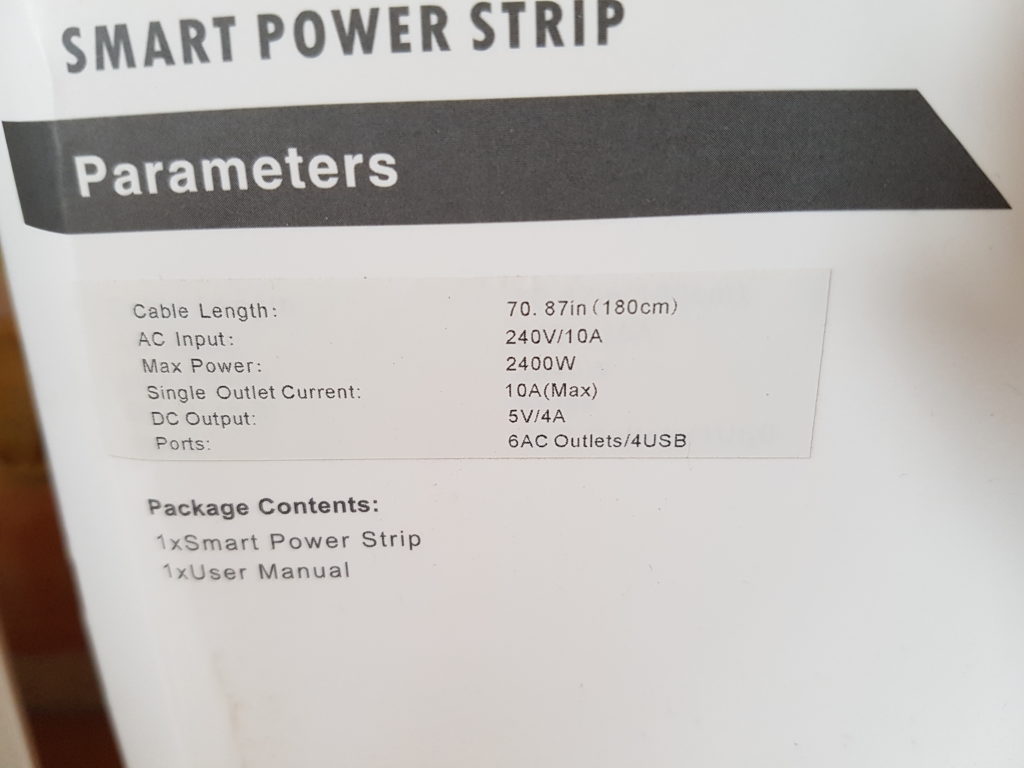 SMART POWER STRIP
Parameters
Cable Length: 70. 87in (180cm)
AC Input: 240V/10A
Max Power: 2400W
Single Outlet Current: 10A(Max)
DC Output: 5V/4A
Ports: 6AC Outlets/4USB
Package Contents:
1xSmart Power Strip
1xUser Manual